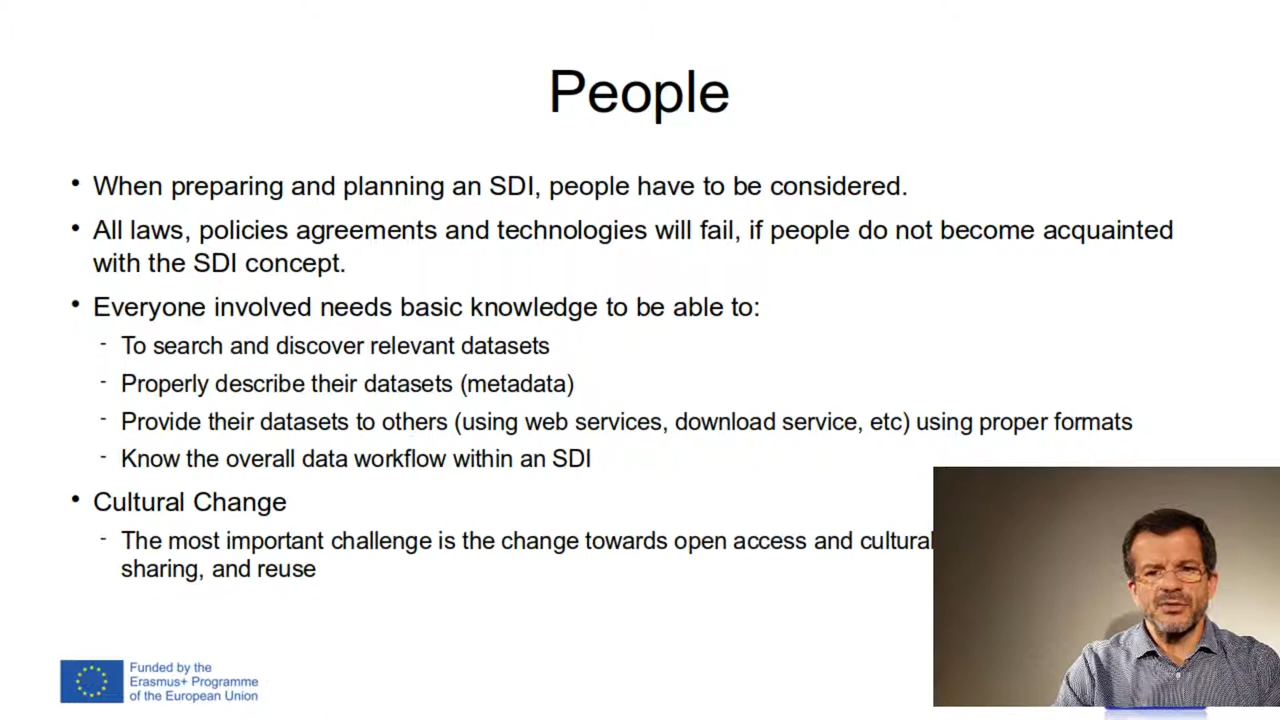 People
• When preparing and planning an SDI, people have to be considered.
• All laws, policies agreements and technologies will fail, if people do not become acquainted
with the SDI concept.
• Everyone involved needs basic knowledge to be able to:
- To search and discover relevant datasets
- Properly describe their datasets (metadata)
- Provide their datasets to others (using web services, download service, etc) using proper formats
- Know the overall data workflow within an SDI
• Cultural Change
- The most important challenge is the change towards open access and cultural
sharing, and reuse
Funded by the
Erasmus+ Programme
of the European Union